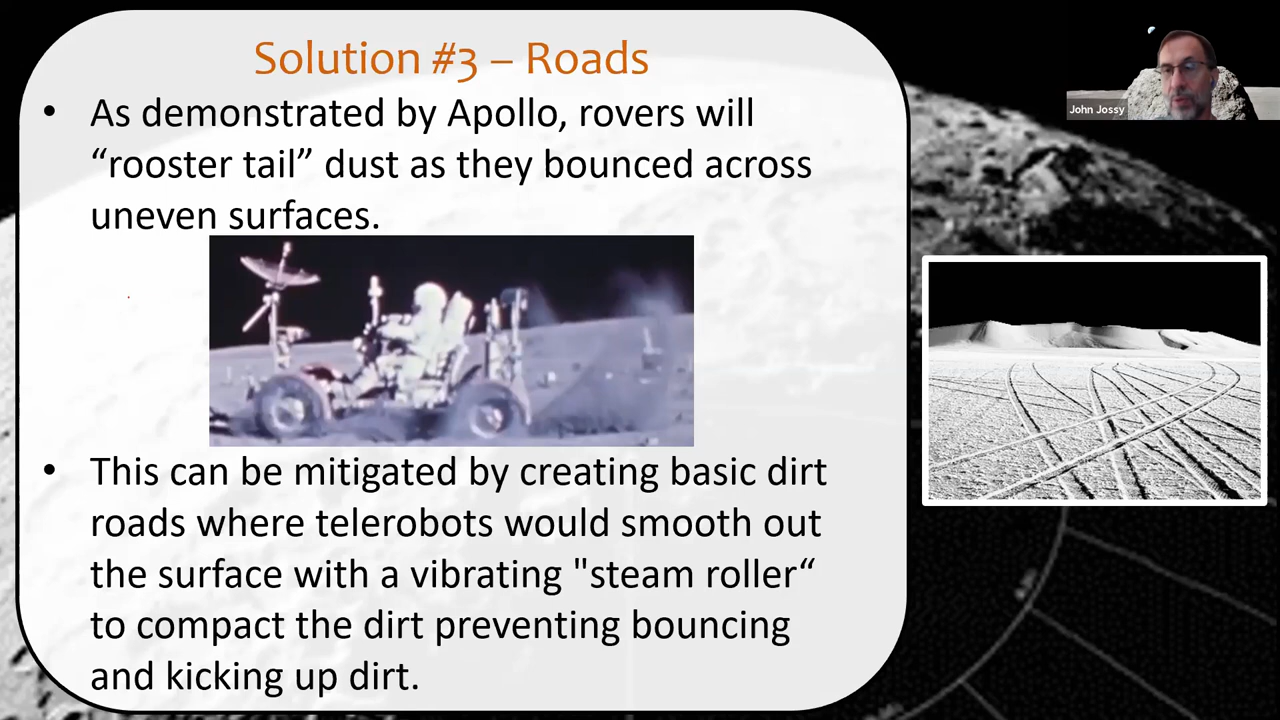 Solution #3 – Roads
• As demonstrated by Apollo, rovers will
“rooster tail” dust as they bounced across
uneven surfaces.
• This can be mitigated by creating basic dirt
roads where telerobots would smooth out
the surface with a vibrating "steam roller“
to compact the dirt preventing bouncing
and kicking up dirt.
John Jossy